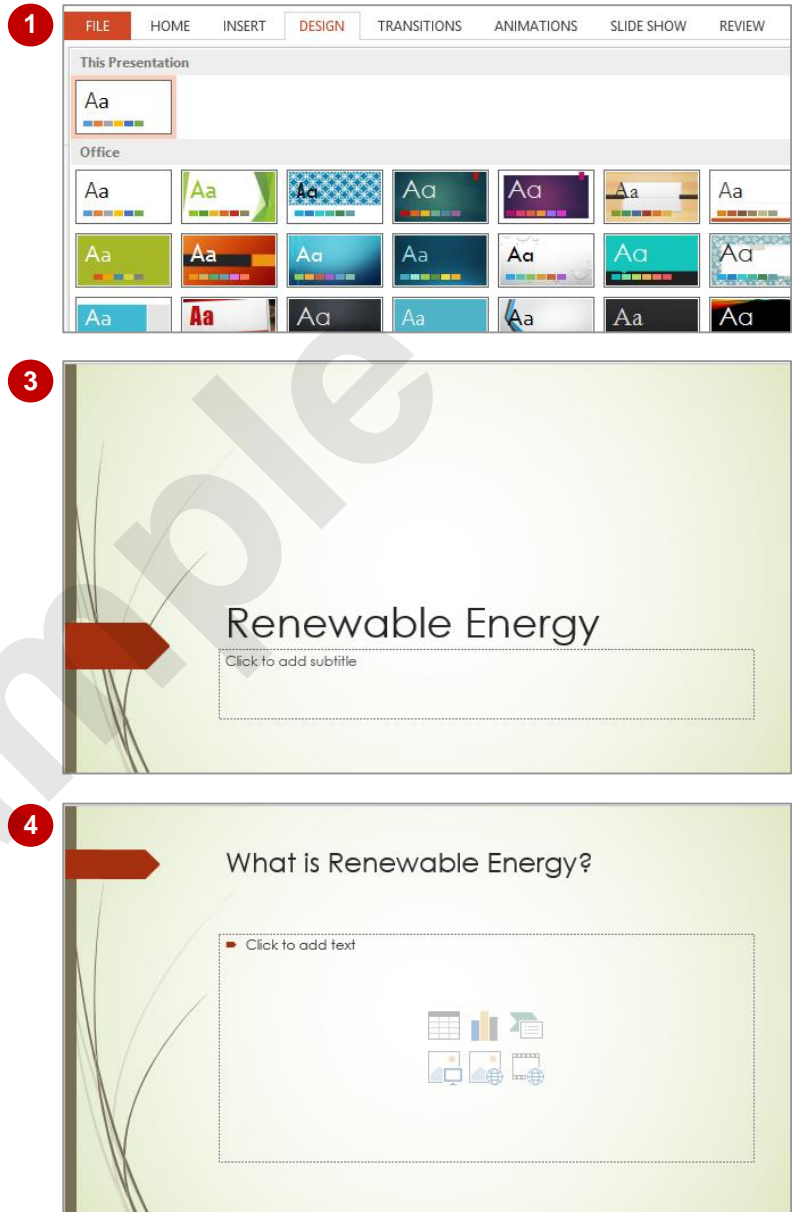 1
FILE HOME INSERT DESIGN TRANSITIONS ANIMATIONS SLIDE SHOW REVIEW
This Presentation
Aa
Office
Aa Aa Aa Aa Aa Aa Aa
Aa Aa Aa Aa Aa Aa Aa
Aa Aa Aa Aa Aa Aa Aa
3
Renewable Energy
Click to add subtitle
4
What is Renewable Energy?
Click to add text
mple